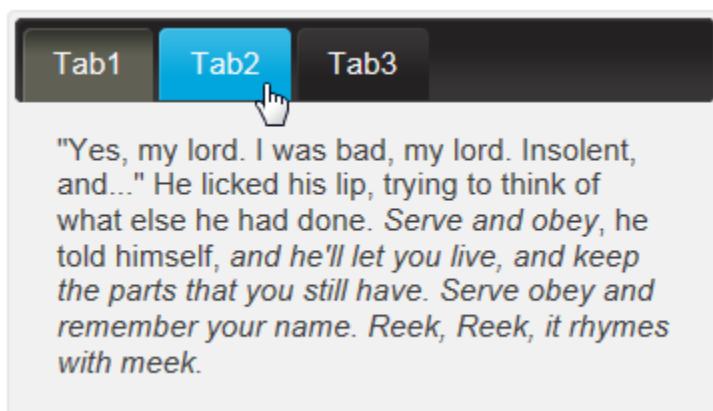 Tab1 Tab2 Tab3
"Yes, my lord. I was bad, my lord. Insolent,
and..." He licked his lip, trying to think of
what else he had done. Serve and obey, he
told himself, and he'll let you live, and keep
the parts that you still have. Serve obey and
remember your name. Reek, Reek, it rhymes
with meek.